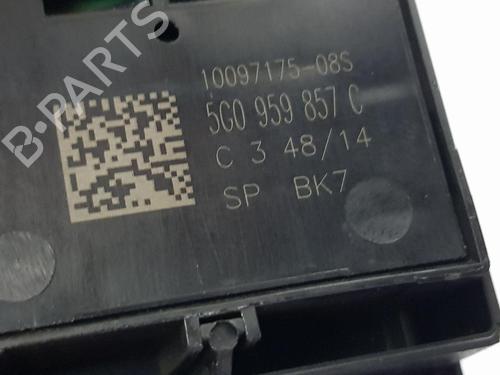 10097175-08S
5G0 959 857 C
C 3 48/14
SP BK7
B-PARTS